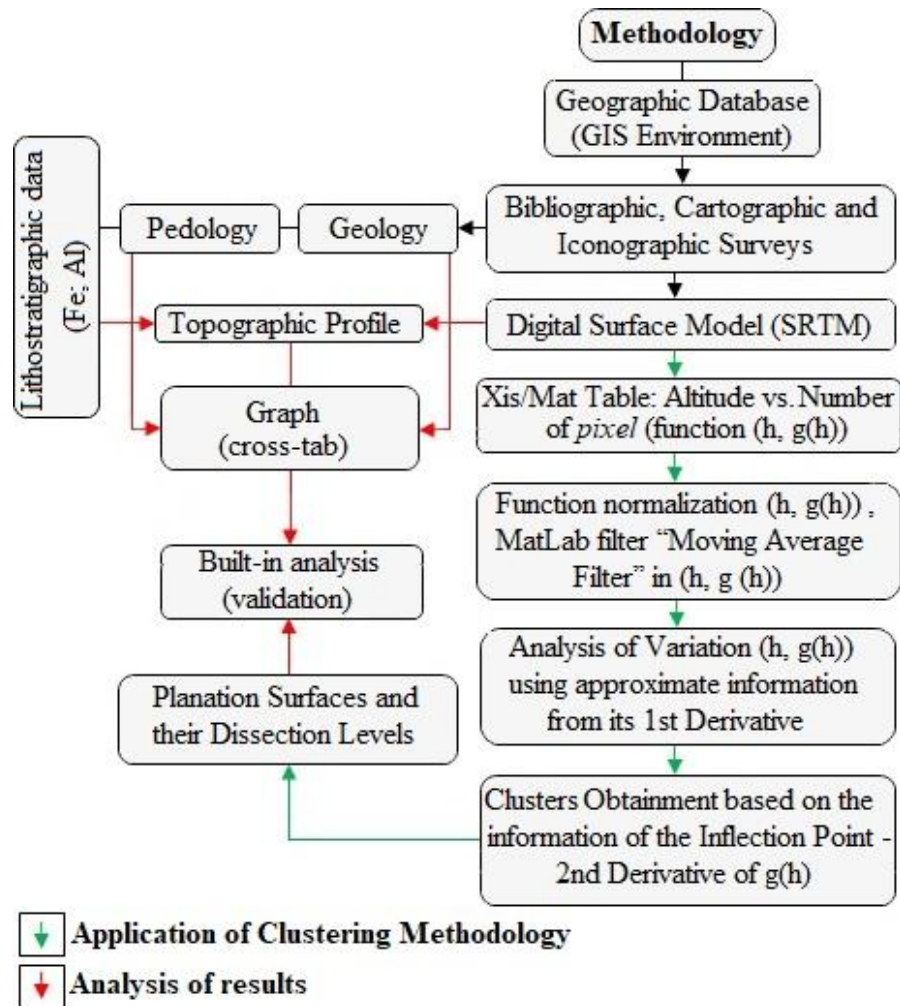 Methodology
Geographic Database
(GIS Environment)
Bibliographic, Cartographic and
Iconographic Surveys
Geology
Pedology
Lithostratigraphic data
(Fe; Al)
Topographic Profile
Digital Surface Model (SRTM)
Graph
(cross-tab)
Xis/Mat Table: Altitude vs. Number
of pixel (function (h, g(h))
Function normalization (h, g(h)) ,
MatLab filter “Moving Average
Filter” in (h, g (h))
Built-in analysis
(validation)
Analysis of Variation (h, g(h))
using approximate information
from its 1st Derivative
Planation Surfaces and
their Dissection Levels
Clusters Obtainment based on the
information of the Inflection Point -
2nd Derivative of g(h)
Application of Clustering Methodology
Analysis of results